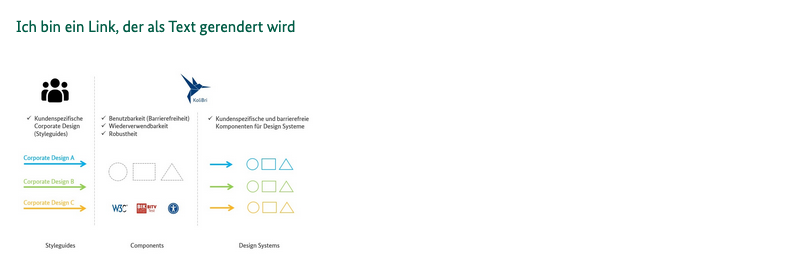 Ich bin ein Link, der als Text gerendert wird
KoliBri
✓ Kundenspezifische
Corporate Design
(Styleguides)
✓ Benutzbarkeit (Barrierefreiheit)
✓ Wiederverwendbarkeit
✓ Robustheit
✓ Kundenspezifische und barrierefreie
Komponenten für Design Systeme
Corporate Design A
Corporate Design B
Corporate Design C
W3C
BIK BITV
Styleguides
Components
Design Systems